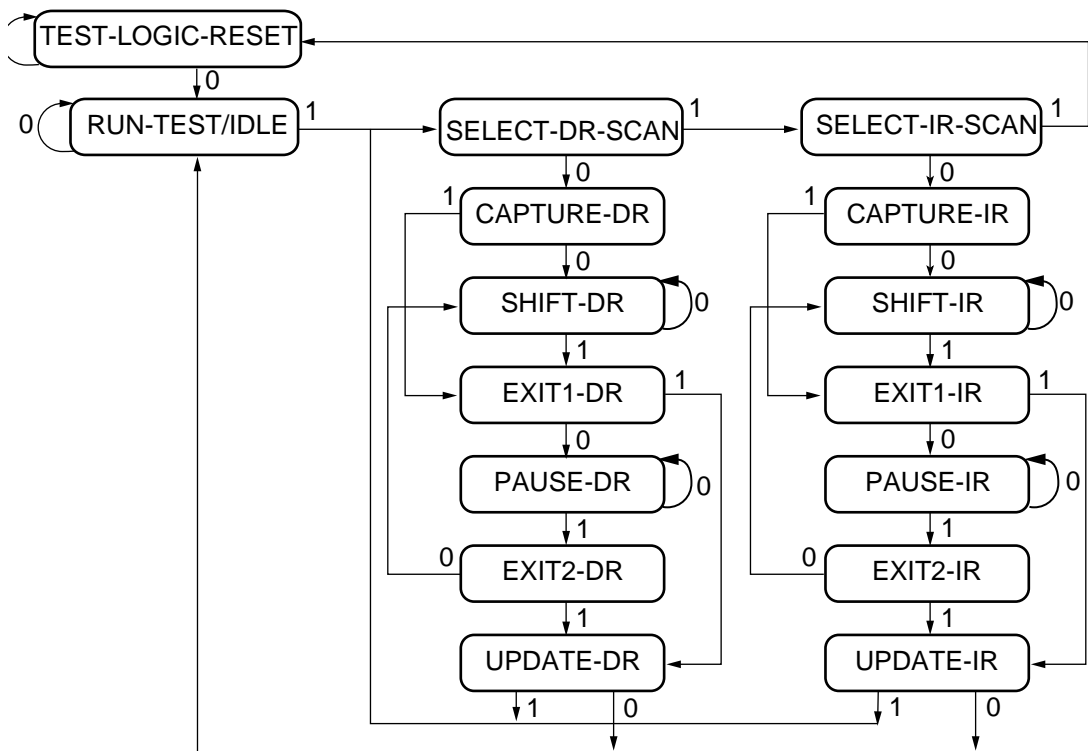 TEST-LOGIC-RESET
0
0
RUN-TEST/IDLE
1
SELECT-DR-SCAN
1
SELECT-IR-SCAN
1
0
0
1
CAPTURE-DR
1
CAPTURE-IR
0
0
SHIFT-DR
0
SHIFT-IR
0
1
1
EXIT1-DR
1
EXIT1-IR
1
0
0
PAUSE-DR
0
PAUSE-IR
0
1
1
0
EXIT2-DR
0
EXIT2-IR
1
1
UPDATE-DR
UPDATE-IR
1
0
1
0